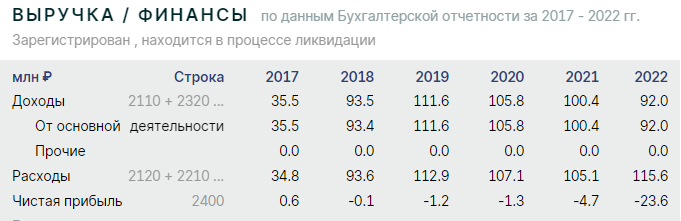 ВЫРУЧКА / ФИНАНСЫ по данным Бухгалтерской отчетности за 2017 - 2022 гг.
Зарегистрирован , находится в процессе ликвидации
млн ₽ Строка 2017 2018 2019 2020 2021 2022
Доходы 2110 + 2320 ... 35.5 93.5 111.6 105.8 100.4 92.0
От основной деятельности 35.5 93.4 111.6 105.8 100.4 92.0
Прочие 0.0 0.0 0.0 0.0 0.0 0.0
Расходы 2120 + 2210 ... 34.8 93.6 112.9 107.1 105.1 115.6
Чистая прибыль 2400 0.6 -0.1 -1.2 -1.3 -4.7 -23.6